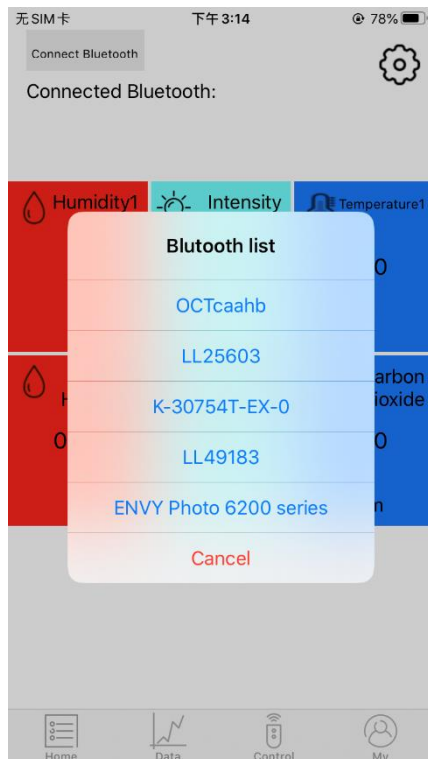 无SIM卡 下午3:14 78%
Connect Bluetooth
Connected Bluetooth:
Humidity1 Intensity Temperature1
Blutooth list
0
OCTcaahb
LL25603
arbon
H ioxide
K-30754T-EX-0
0 0
LL49183
ENVY Photo 6200 series n
Cancel
Home Data Control My